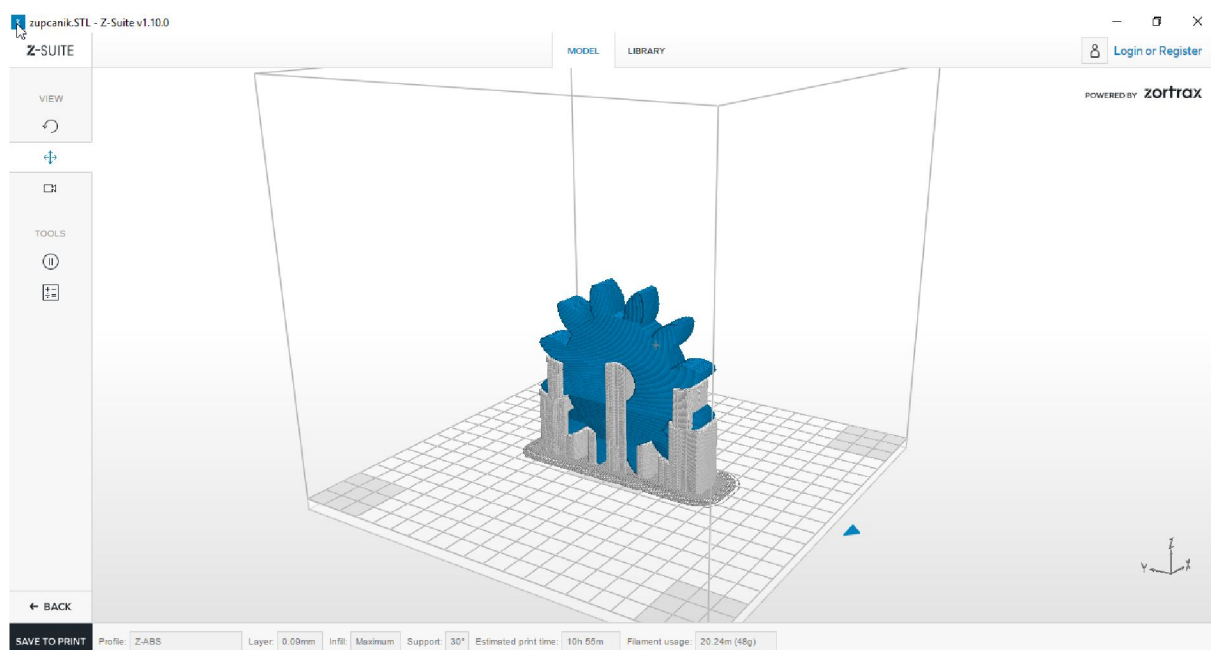 zupcanik.STL - Z-Suite v1.10.0
Z-SUITE
MODEL LIBRARY
Login or Register
POWERED BY zortrax
VIEW
TOOLS
Z
Y X
← BACK
SAVE TO PRINT Profile: Z-ABS Layer: 0.09mm Infill: Maximum Support: 30° Estimated print time: 10h 55m Filament usage: 20.24m (48g)